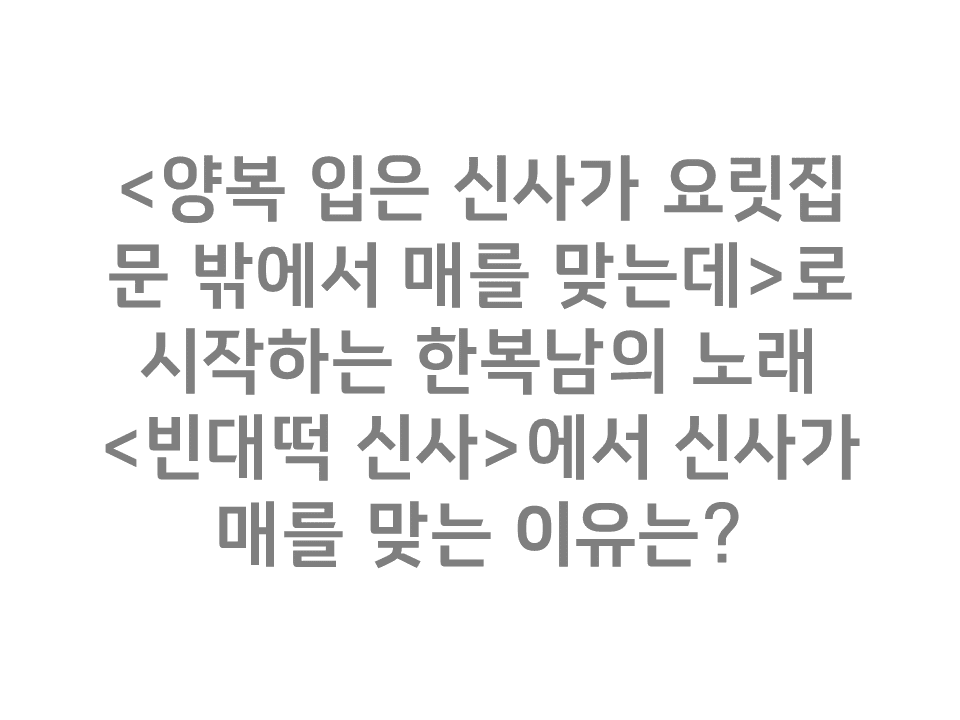 <양복 입은 신사가 요릿집
문 밖에서 매를 맞는데>로
시작하는 한복남의 노래
<빈대떡 신사>에서 신사가
매를 맞는 이유는?